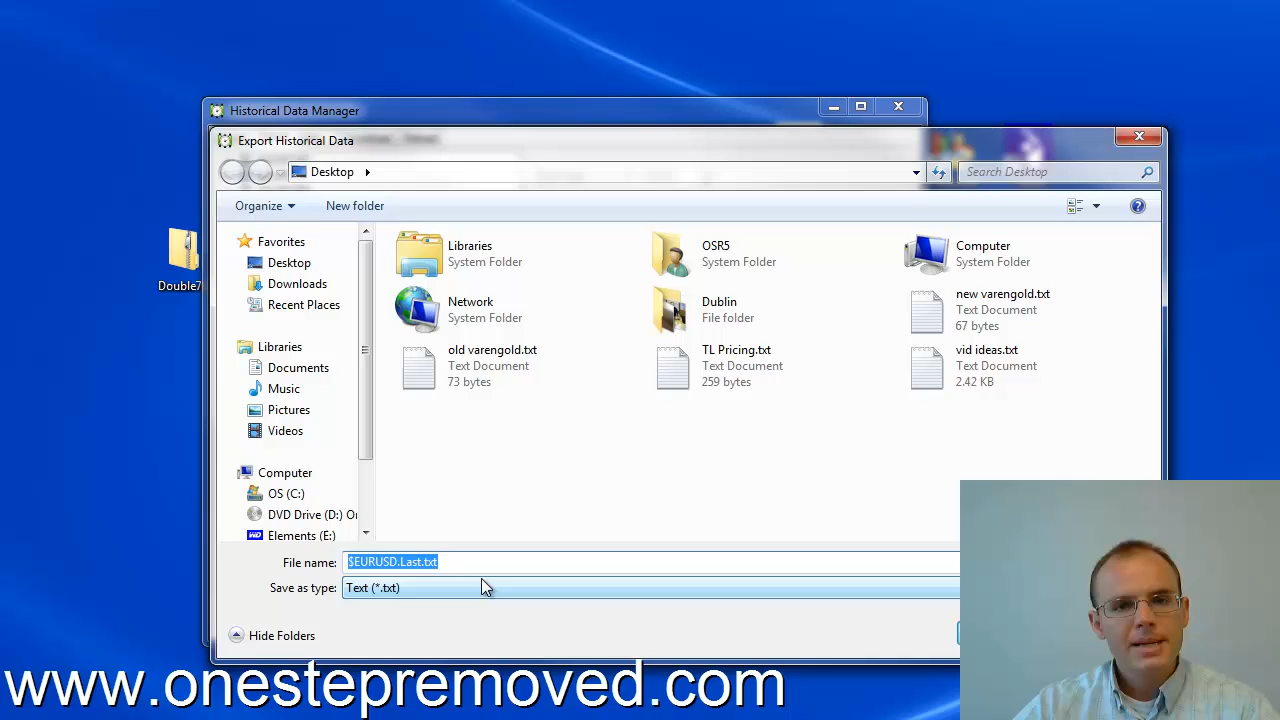 Historical Data Manager
Export Historical Data
Desktop
Search Desktop
Organize
New folder
Favorites
Desktop
Downloads
Recent Places
Libraries
Documents
Music
Pictures
Videos
Computer
OS (C:)
DVD Drive (D:) O
Elements (E:)
Libraries
System Folder
OSR5
System Folder
Computer
System Folder
Network
System Folder
Dublin
File folder
new varengold.txt
Text Document
67 bytes
old varengold.txt
Text Document
73 bytes
TL Pricing.txt
Text Document
259 bytes
vid ideas.txt
Text Document
2.42 KB
Double7
File name: $EURUSD.Last.txt
Save as type: Text (*.txt)
Hide Folders
www.onestepremoved.com